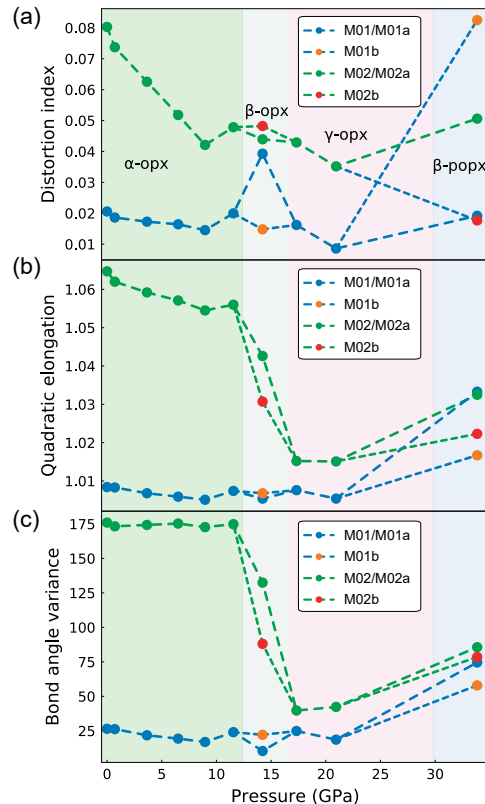 (a)
0.08
0.07
0.06
0.05
0.04
0.03
0.02
0.01
Distortion index
M01/M01a
M01b
M02/M02a
M02b
α-opx
β-opx
γ-opx
β-popx
(b)
1.06
1.05
1.04
1.03
1.02
1.01
Quadratic elongation
M01/M01a
M01b
M02/M02a
M02b
(c)
175
150
125
100
75
50
25
Bond angle variance
M01/M01a
M01b
M02/M02a
M02b
0 5 10 15 20 25 30
Pressure (GPa)